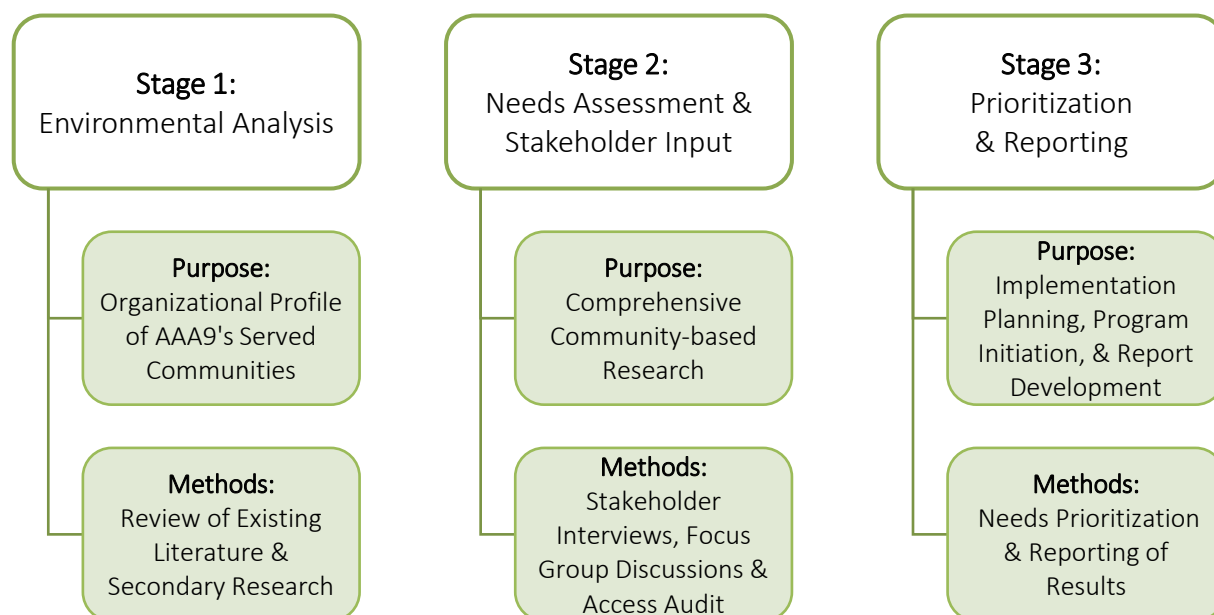 Stage 1:
Environmental Analysis
Purpose:
Organizational Profile
of AAA9's Served
Communities
Methods:
Review of Existing
Literature &
Secondary Research
Stage 2:
Needs Assessment &
Stakeholder Input
Purpose:
Comprehensive
Community-based
Research
Methods:
Stakeholder
Interviews, Focus
Group Discussions &
Access Audit
Stage 3:
Prioritization
& Reporting
Purpose:
Implementation
Planning, Program
Initiation, & Report
Development
Methods:
Needs Prioritization
& Reporting of
Results